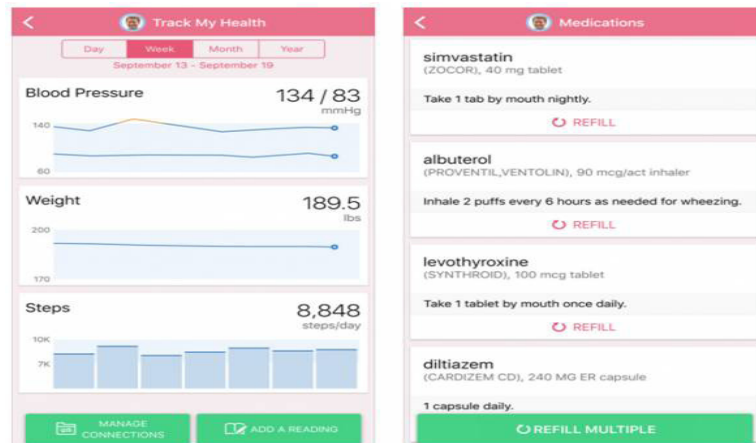 Track My Health
Day Week Month Year
September 13 - September 19
Blood Pressure
134 / 83
mmHg
140
60
Weight
189.5
lbs
200
170
Steps
8,848
steps/day
10K
7K
MANAGE
CONNECTIONS
ADD A READING
Medications
simvastatin
(ZOCOR), 40 mg tablet
Take 1 tab by mouth nightly.
REFILL
albuterol
(PROVENTIL,VENTOLIN), 90 mcg/act inhaler
Inhale 2 puffs every 6 hours as needed for wheezing.
REFILL
levothyroxine
(SYNTHROID), 100 mcg tablet
Take 1 tablet by mouth once daily.
REFILL
diltiazem
(CARDIZEM CD), 240 MG ER capsule
1 capsule daily.
REFILL MULTIPLE